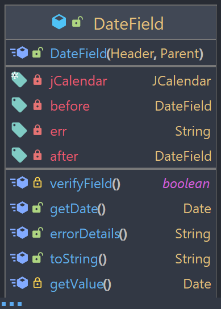 DateField
DateField(Header, Parent)
jCalendar JCalendar
before DateField
err String
after DateField
verifyField() boolean
getDate() Date
errorDetails() String
toString() String
getValue() Date